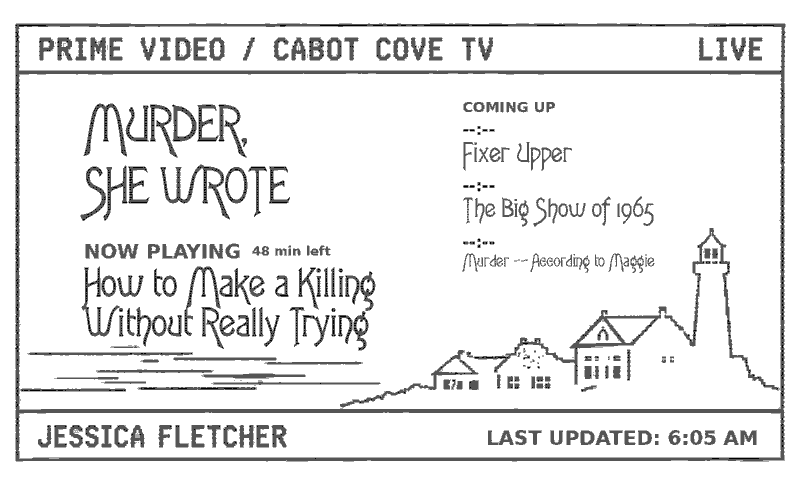 PRIME VIDEO / CABOT COVE TV
LIVE
MURDER,
SHE WROTE
NOW PLAYING 48 min left
How to Make a Killing
Without Really Trying
COMING UP
--:--
Fixer Upper
--:--
The Big Show of 1965
--:--
Murder -- According to Maggie
JESSICA FLETCHER
LAST UPDATED: 6:05 AM